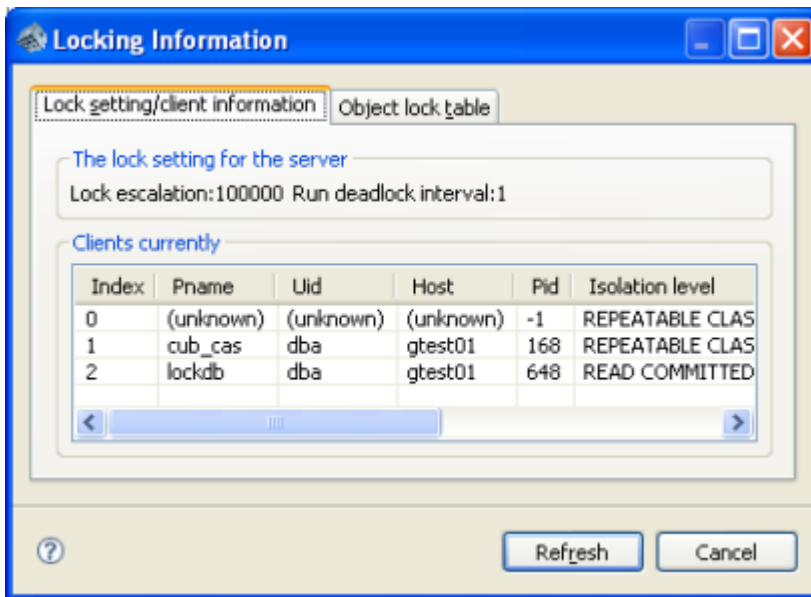 Locking Information
Lock setting/client information Object lock table
The lock setting for the server
Lock escalation:100000 Run deadlock interval:1
Clients currently
Index Pname Uid Host Pid Isolation level
0 (unknown) (unknown) (unknown) -1 REPEATABLE CLAS
1 cub_cas dba gtest01 168 REPEATABLE CLAS
2 lockdb dba gtest01 648 READ COMMITTED
Refresh Cancel